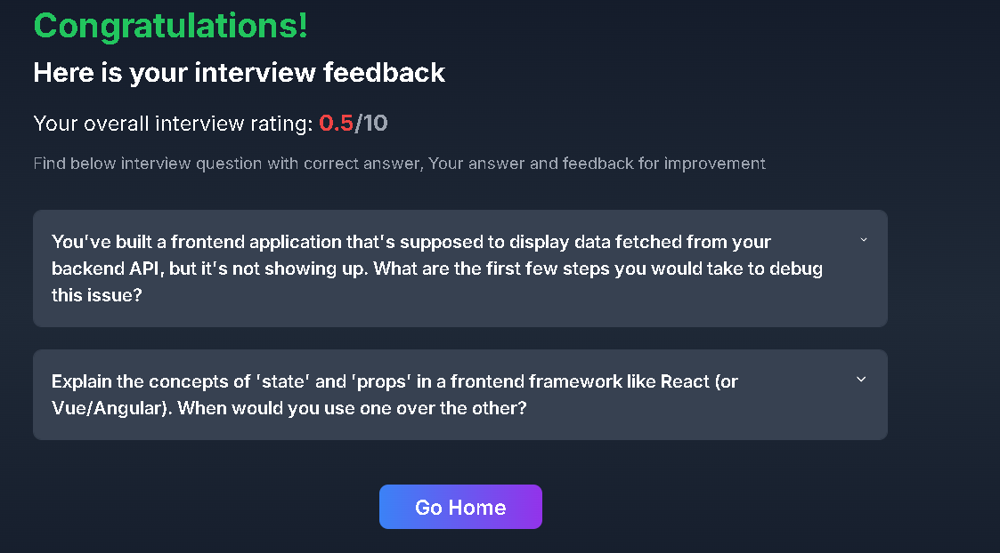 Congratulations!
Here is your interview feedback
Your overall interview rating: 0.5/10
Find below interview question with correct answer, Your answer and feedback for improvement
You've built a frontend application that's supposed to display data fetched from your
backend API, but it's not showing up. What are the first few steps you would take to debug
this issue?
Explain the concepts of 'state' and 'props' in a frontend framework like React (or
Vue/Angular). When would you use one over the other?
Go Home